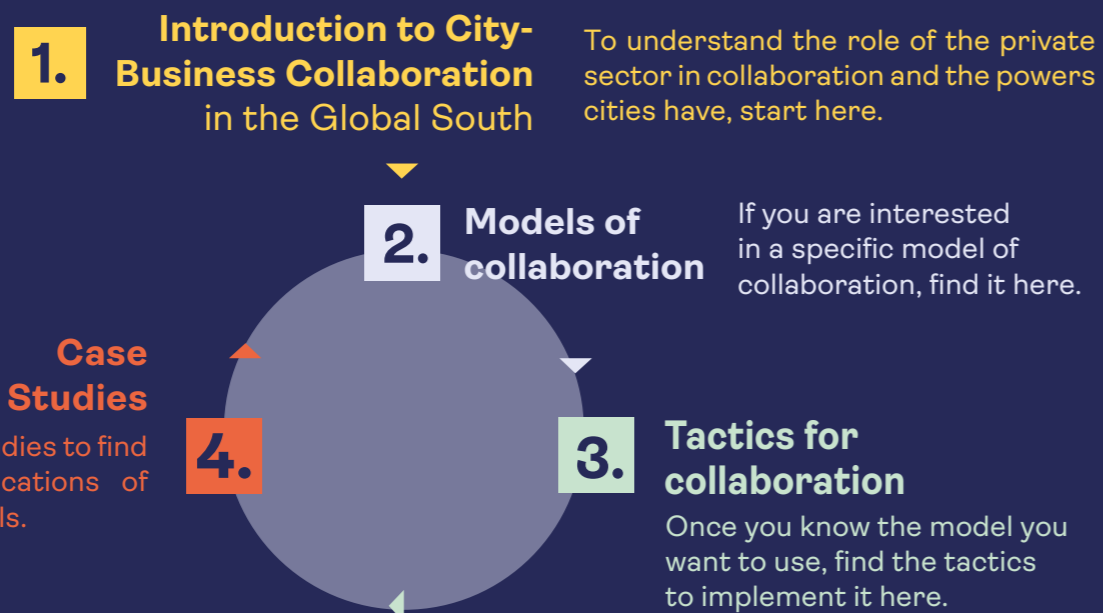 1.
Introduction to City-
Business Collaboration
in the Global South
To understand the role of the private
sector in collaboration and the powers
cities have, start here.
2.
Models of
collaboration
If you are interested
in a specific model of
collaboration, find it here.
3.
Tactics for
collaboration
Once you know the model you
want to use, find the tactics
to implement it here.
4.
Case
Studies
to find
of